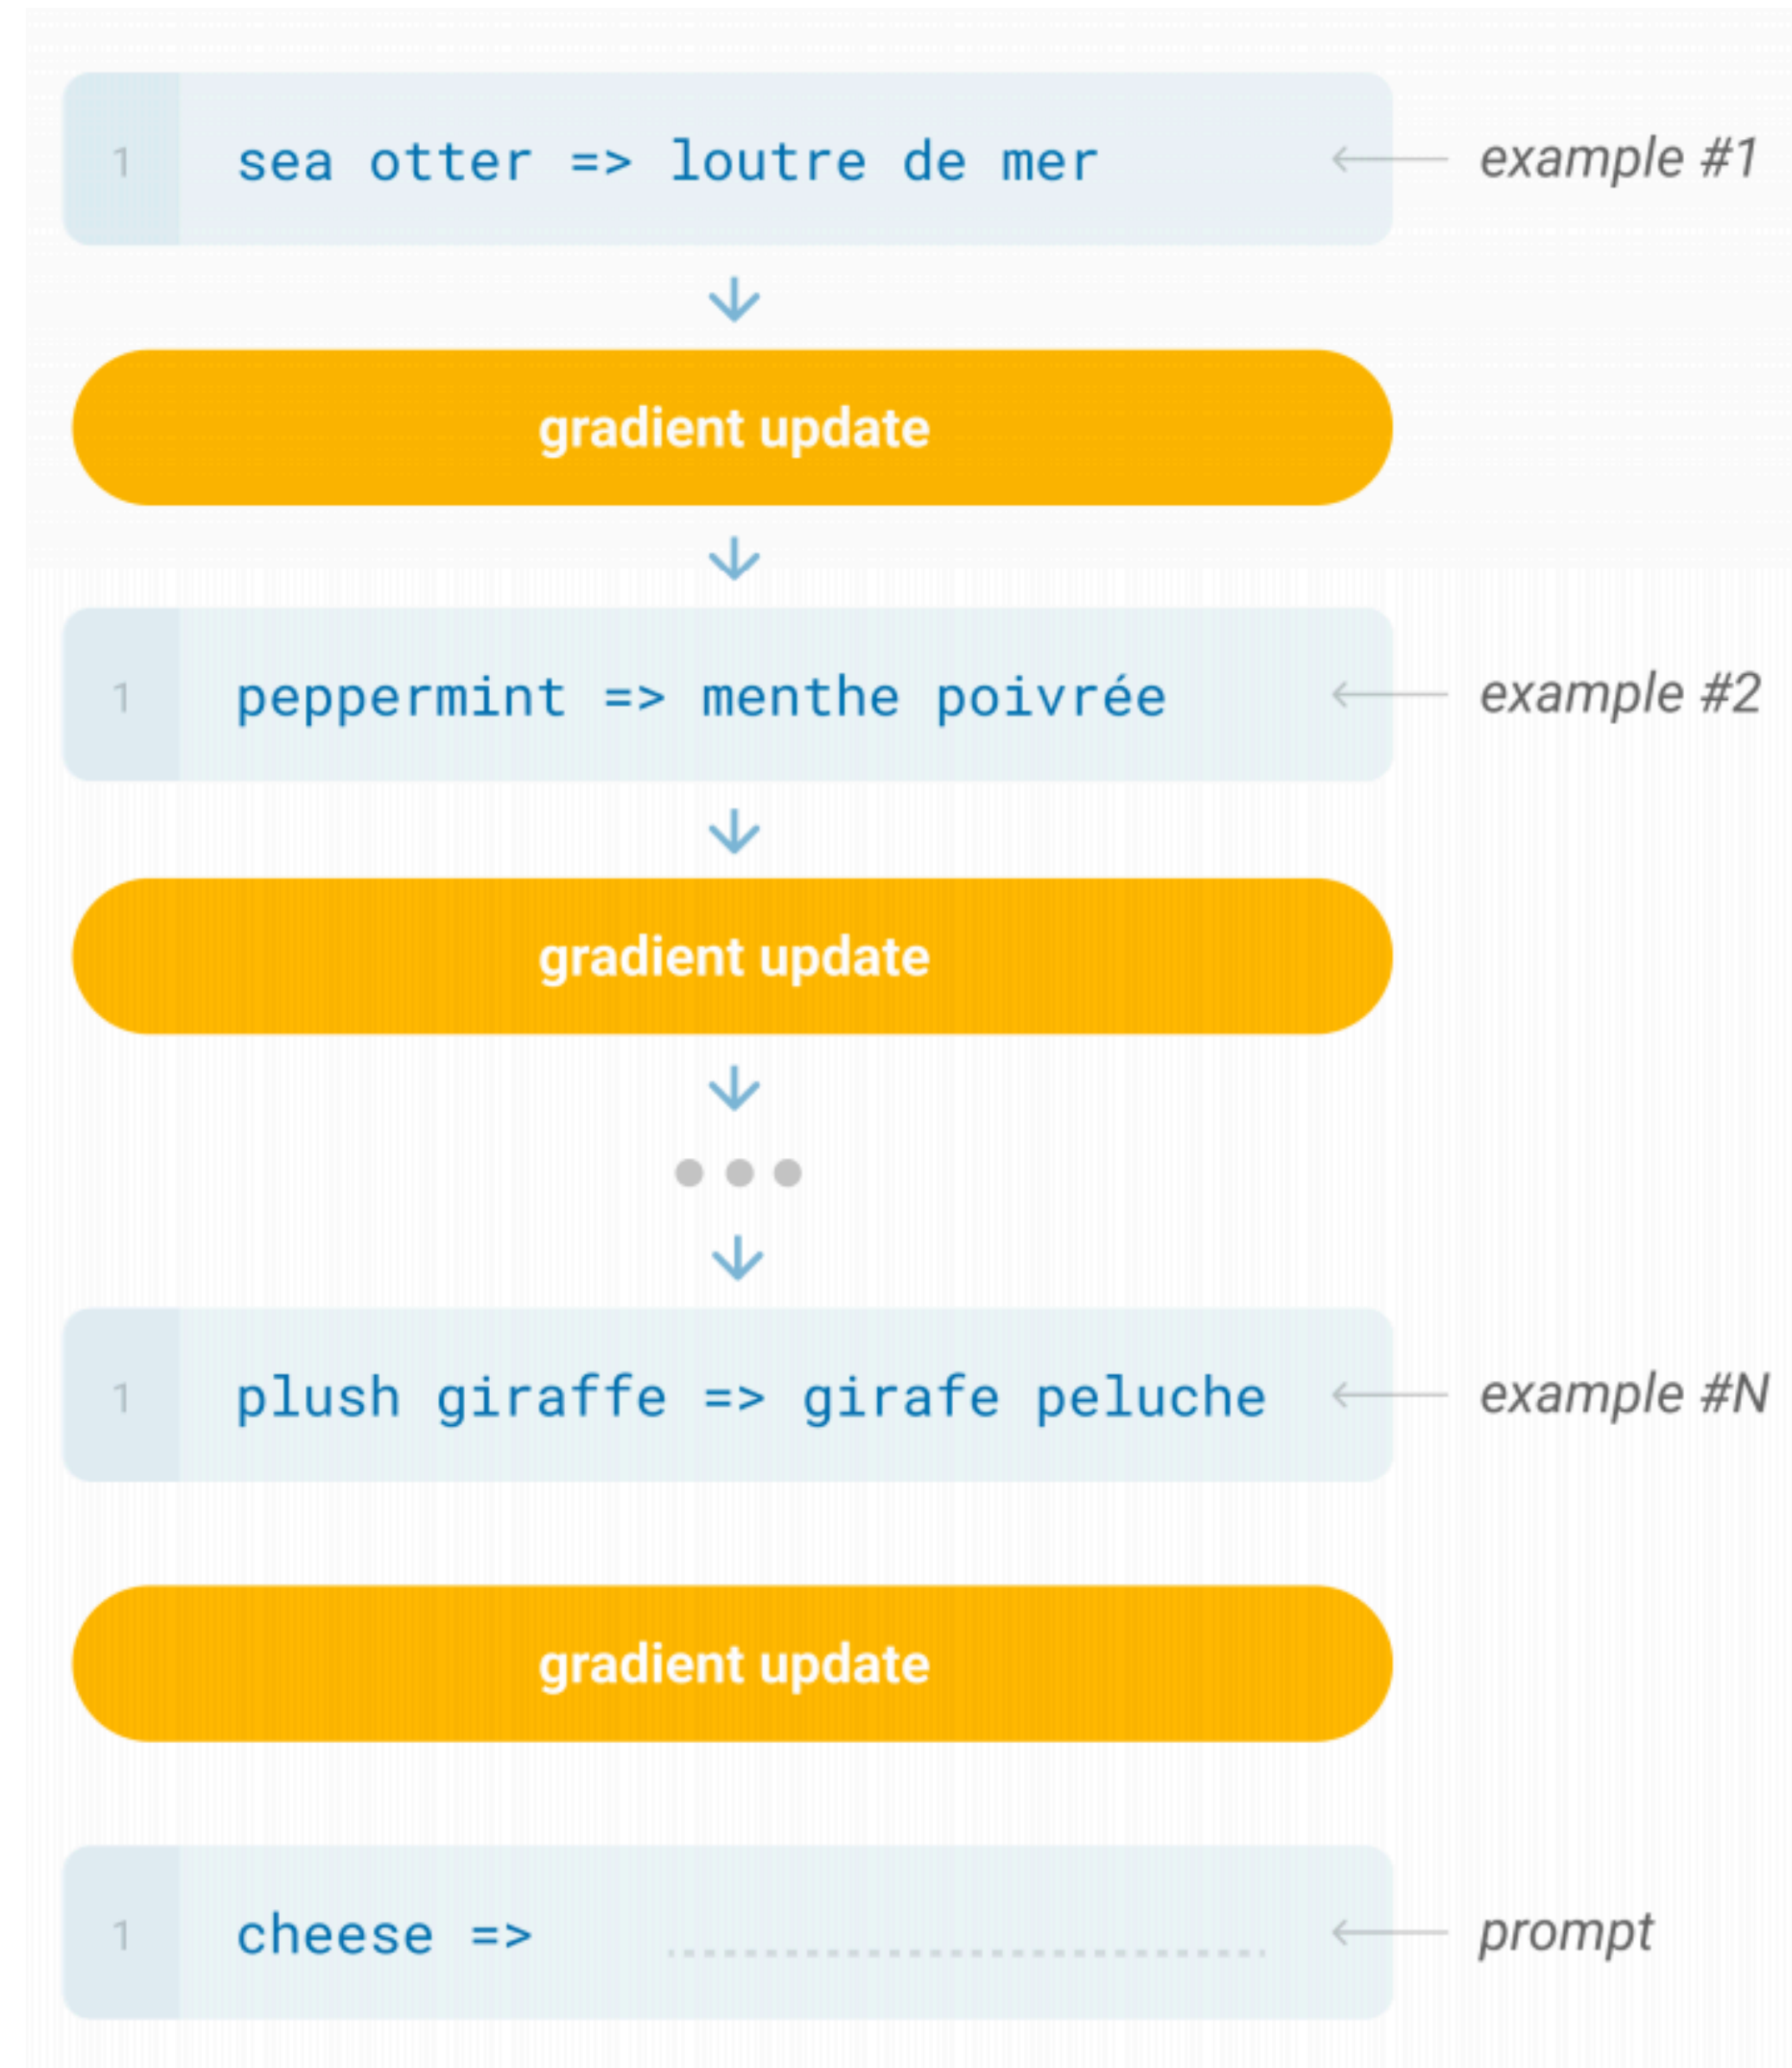 1 sea otter => loutre de mer example #1
gradient update
1 peppermint => menthe poivrée example #2
gradient update
1 plush giraffe => girafe peluche example #N
gradient update
1 cheese => prompt